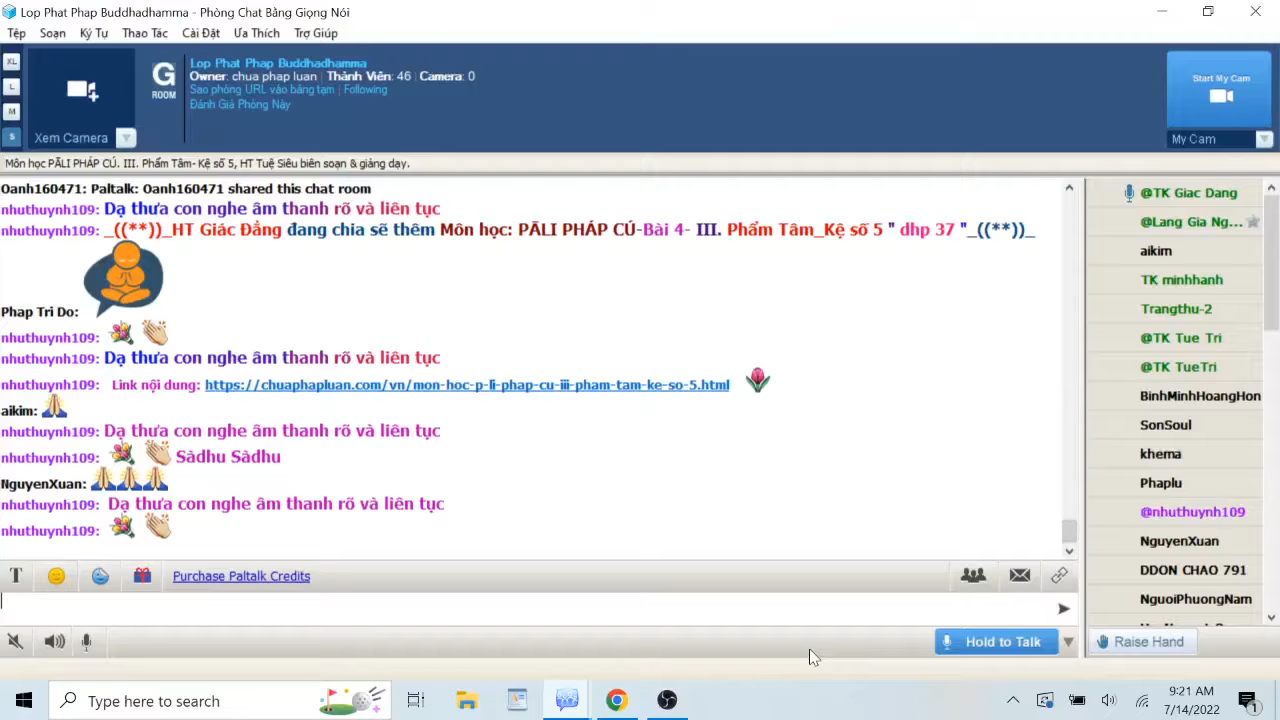 Lop Phat Phap Buddhadhamma - Phòng Chat Bằng Giọng Nói
Tệp Soạn Ký Tự Thao Tác Cài Đặt Ưa Thích Trợ Giúp
XL
L
M
S
Xem Camera
G
ROOM
Lop Phat Phap Buddhadhamma
Owner: chua phap luan | Thành Viên: 46 | Camera: 0
Sao phòng URL vào bảng tạm | Following
Đánh Giá Phòng Này
Start My Cam
My Cam
Môn học PÃLI PHÁP CÚ. III. Phẩm Tâm- Kệ số 5, HT Tuệ Siêu biên soạn & giảng dạy.
Oanh160471: Paltalk: Oanh160471 shared this chat room
nhuthuynh109: Dạ thưa con nghe âm thanh rõ và liên tục
nhuthuynh109: _((**))_HT Giác Đẳng đang chia sẽ thêm Môn học: PÃLI PHÁP CÚ-Bài 4- III. Phẩm Tâm_Kệ số 5 " dhp 37 "_((**))_
Phap Tri Do:
nhuthuynh109:
nhuthuynh109: Dạ thưa con nghe âm thanh rõ và liên tục
nhuthuynh109: Link nội dung: https://chuaphapluan.com/vn/mon-hoc-p-li-phap-cu-iii-pham-tam-ke-so-5.html
aikim:
nhuthuynh109: Dạ thưa con nghe âm thanh rõ và liên tục
nhuthuynh109: Sàdhu Sàdhu
NguyenXuan:
nhuthuynh109: Dạ thưa con nghe âm thanh rõ và liên tục
nhuthuynh109:
@TK Giac Dang
@Lang Gia Ng...
aikim
TK minhhanh
Trangthu-2
@TK Tue Tri
@TK TueTri
BinhMinhHoangHon
SonSoul
khema
Phaplu
@nhuthuynh109
NguyenXuan
DDON CHAO 791
NguoiPhuongNam
T
Purchase Paltalk Credits
Hold to Talk
Raise Hand
Type here to search
9:21 AM
7/14/2022
1